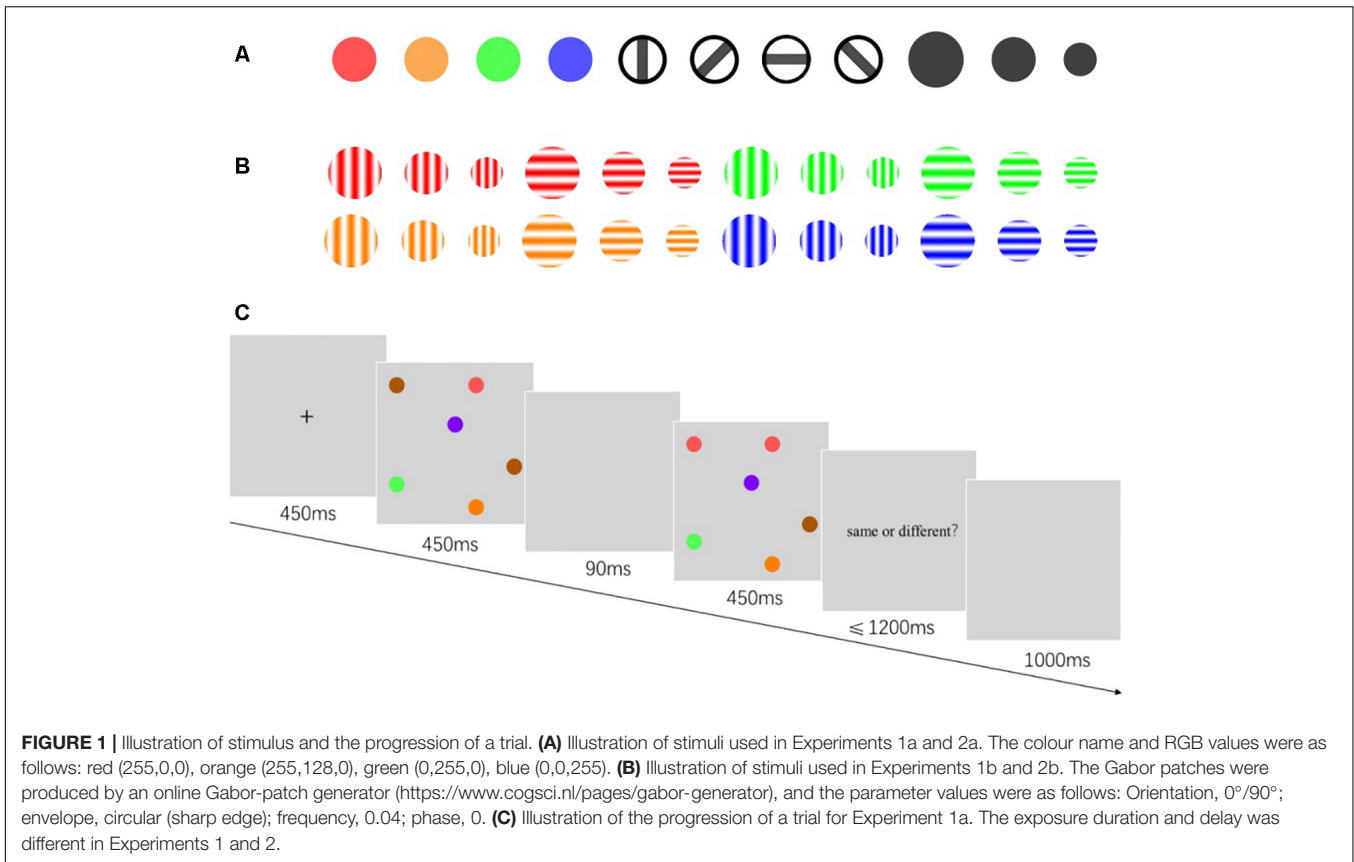 A
B
C
+
450ms
450ms
90ms
450ms
same or different?
≤ 1200ms
1000ms
FIGURE 1 | Illustration of stimulus and the progression of a trial. (A) Illustration of stimuli used in Experiments 1a and 2a. The colour name and RGB values were as
follows: red (255,0,0), orange (255,128,0), green (0,255,0), blue (0,0,255). (B) Illustration of stimuli used in Experiments 1b and 2b. The Gabor patches were
produced by an online Gabor-patch generator (https://www.cogsci.nl/pages/gabor-generator), and the parameter values were as follows: Orientation, 0°/90°;
envelope, circular (sharp edge); frequency, 0.04; phase, 0. (C) Illustration of the progression of a trial for Experiment 1a. The exposure duration and delay was
different in Experiments 1 and 2.